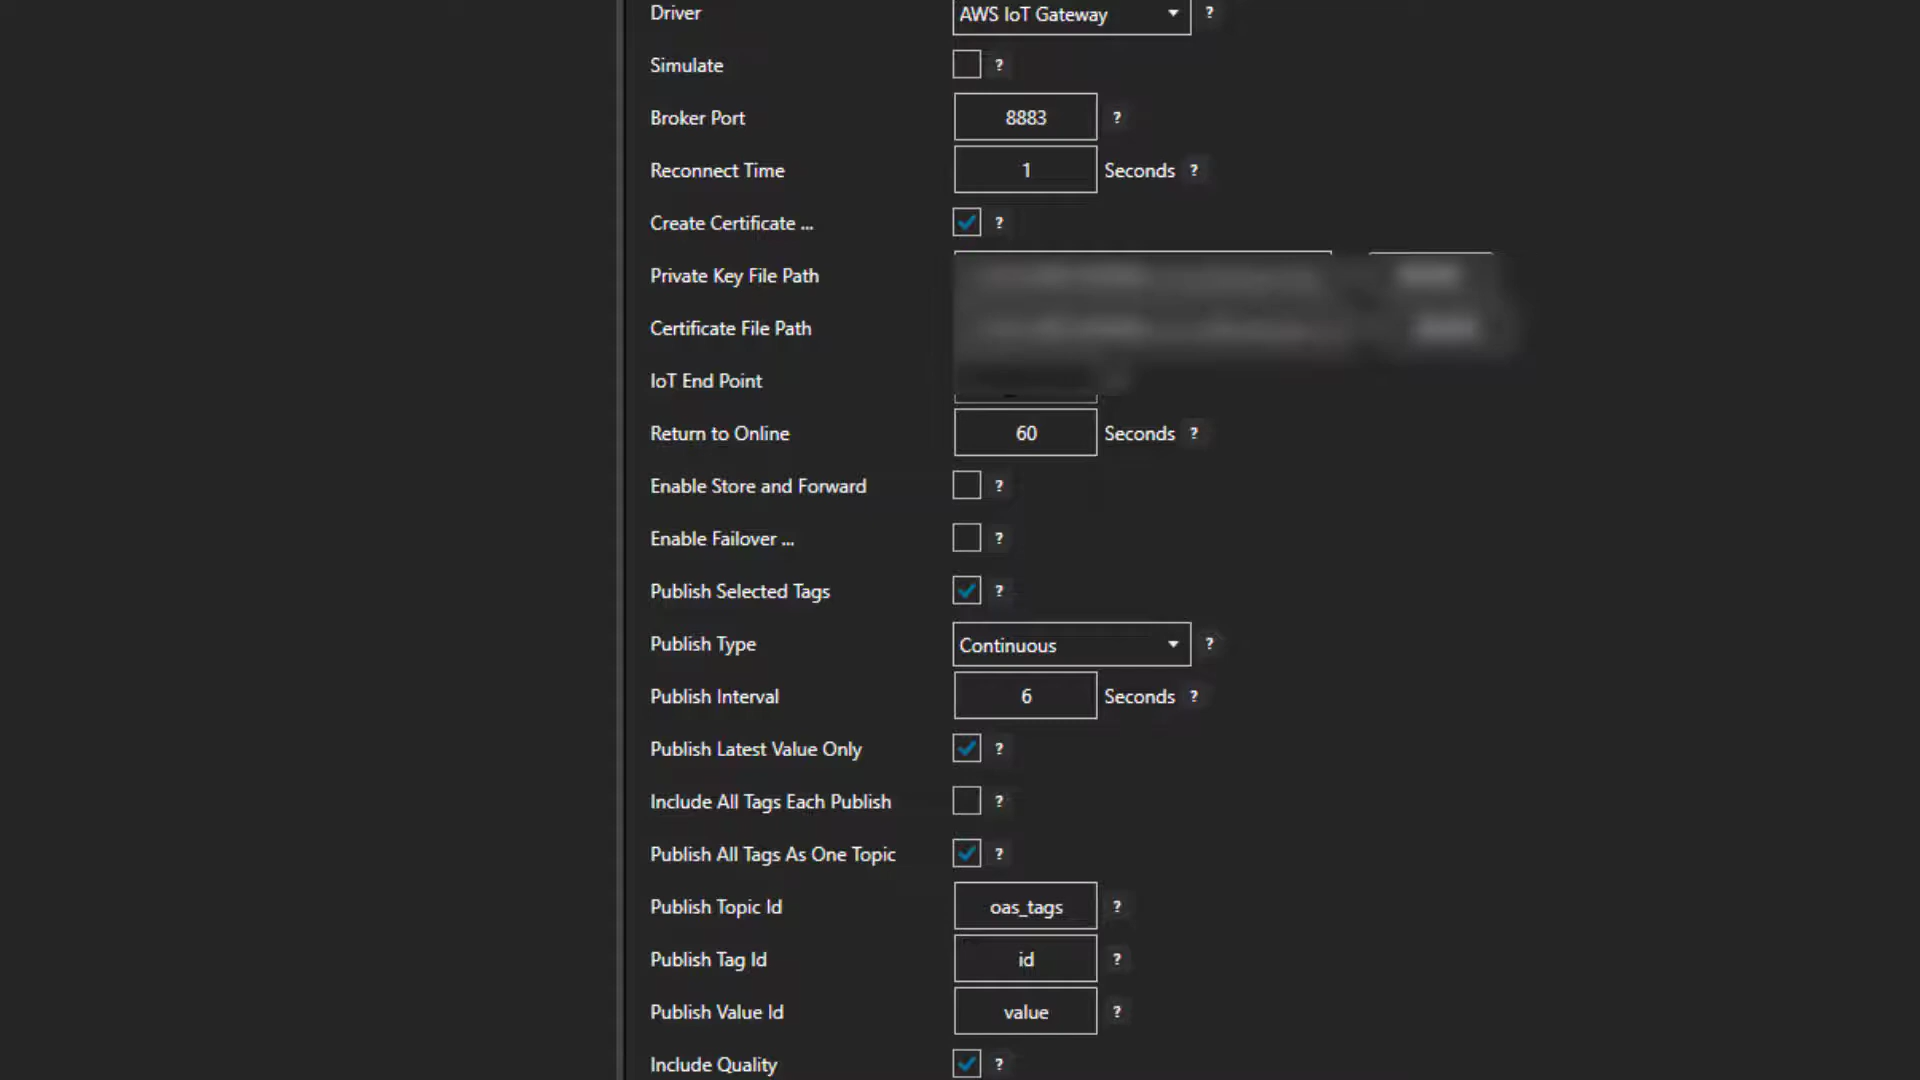 Driver AWS IoT Gateway ?
Simulate ?
Broker Port 8883 ?
Reconnect Time 1 Seconds ?
Create Certificate ... ?
Private Key File Path
Certificate File Path
IoT End Point
Return to Online 60 Seconds ?
Enable Store and Forward ?
Enable Failover ... ?
Publish Selected Tags ?
Publish Type Continuous ?
Publish Interval 6 Seconds ?
Publish Latest Value Only ?
Include All Tags Each Publish ?
Publish All Tags As One Topic ?
Publish Topic Id oas_tags ?
Publish Tag Id id ?
Publish Value Id value ?
Include Quality ?